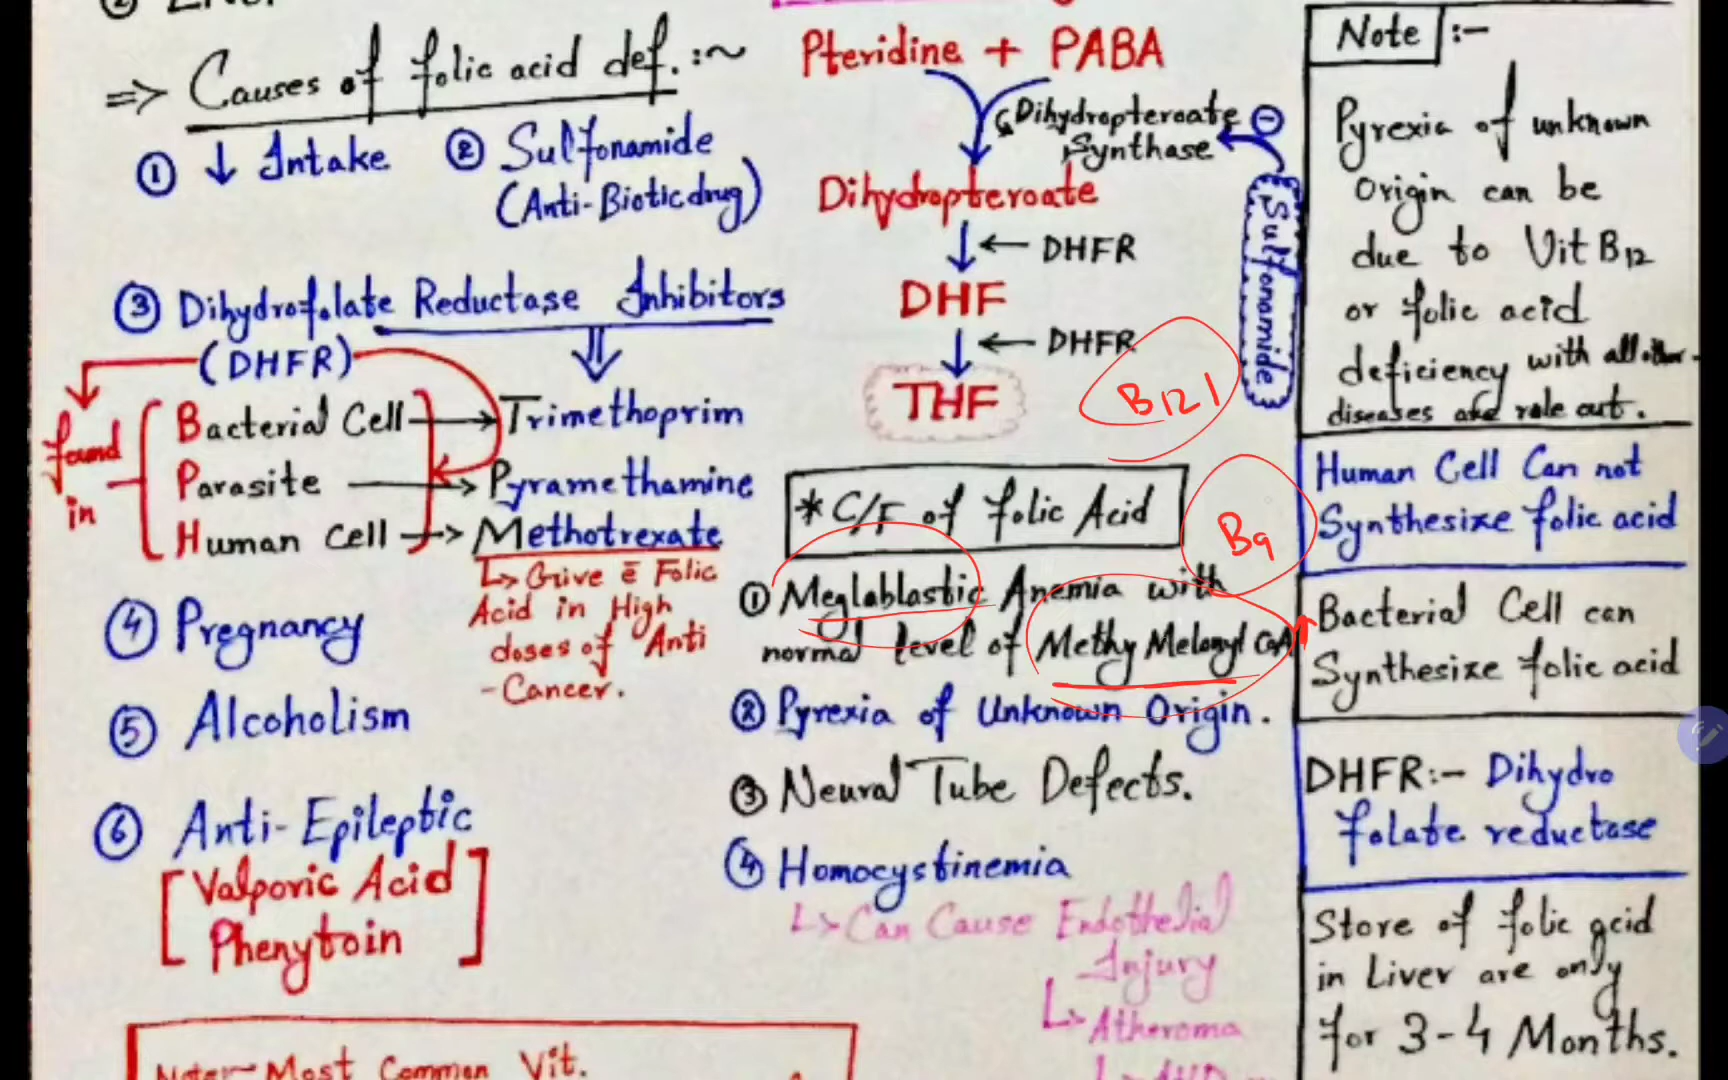 => Causes of folic acid def. :~
① ↓ Intake ② Sulfonamide
(Anti-Biotic drug)
③ Dihydrofolate Reductase Inhibitors
(DHFR)
found in
Bacterial Cell → Trimethoprim
Parasite → Pyramethamine
Human Cell → Methotrexate
↳ Give ē Folic
Acid in High
doses of Anti
- Cancer.
④ Pregnancy
⑤ Alcoholism
⑥ Anti-Epileptic
[Valporic Acid
Phenytoin]
Note:- Most Common Vit.
Pteridine + PABA
Dihydropteroate
Synthase
⊖
Sulfonamide
Dihydropteroate
↓ ← DHFR
DHF
↓ ← DHFR
THF
B12 ↑
B9
* C/F of folic Acid
① Meglablastic Anemia with
normal level of Methy Melonyl CoA
② Pyrexia of Unknown Origin.
③ Neural Tube Defects.
④ Homocystinemia
↳ Can Cause Endothelial
Injury
↳ Atheroma
Note :-
Pyrexia of unknown
Origin can be
due to Vit B12
or folic acid
deficiency with all other
diseases are role out.
Human Cell Can not
Synthesize folic acid
Bacterial Cell can
Synthesize folic acid
DHFR:- Dihydro
folate reductase
Store of folic acid
in Liver are only
for 3-4 Months.